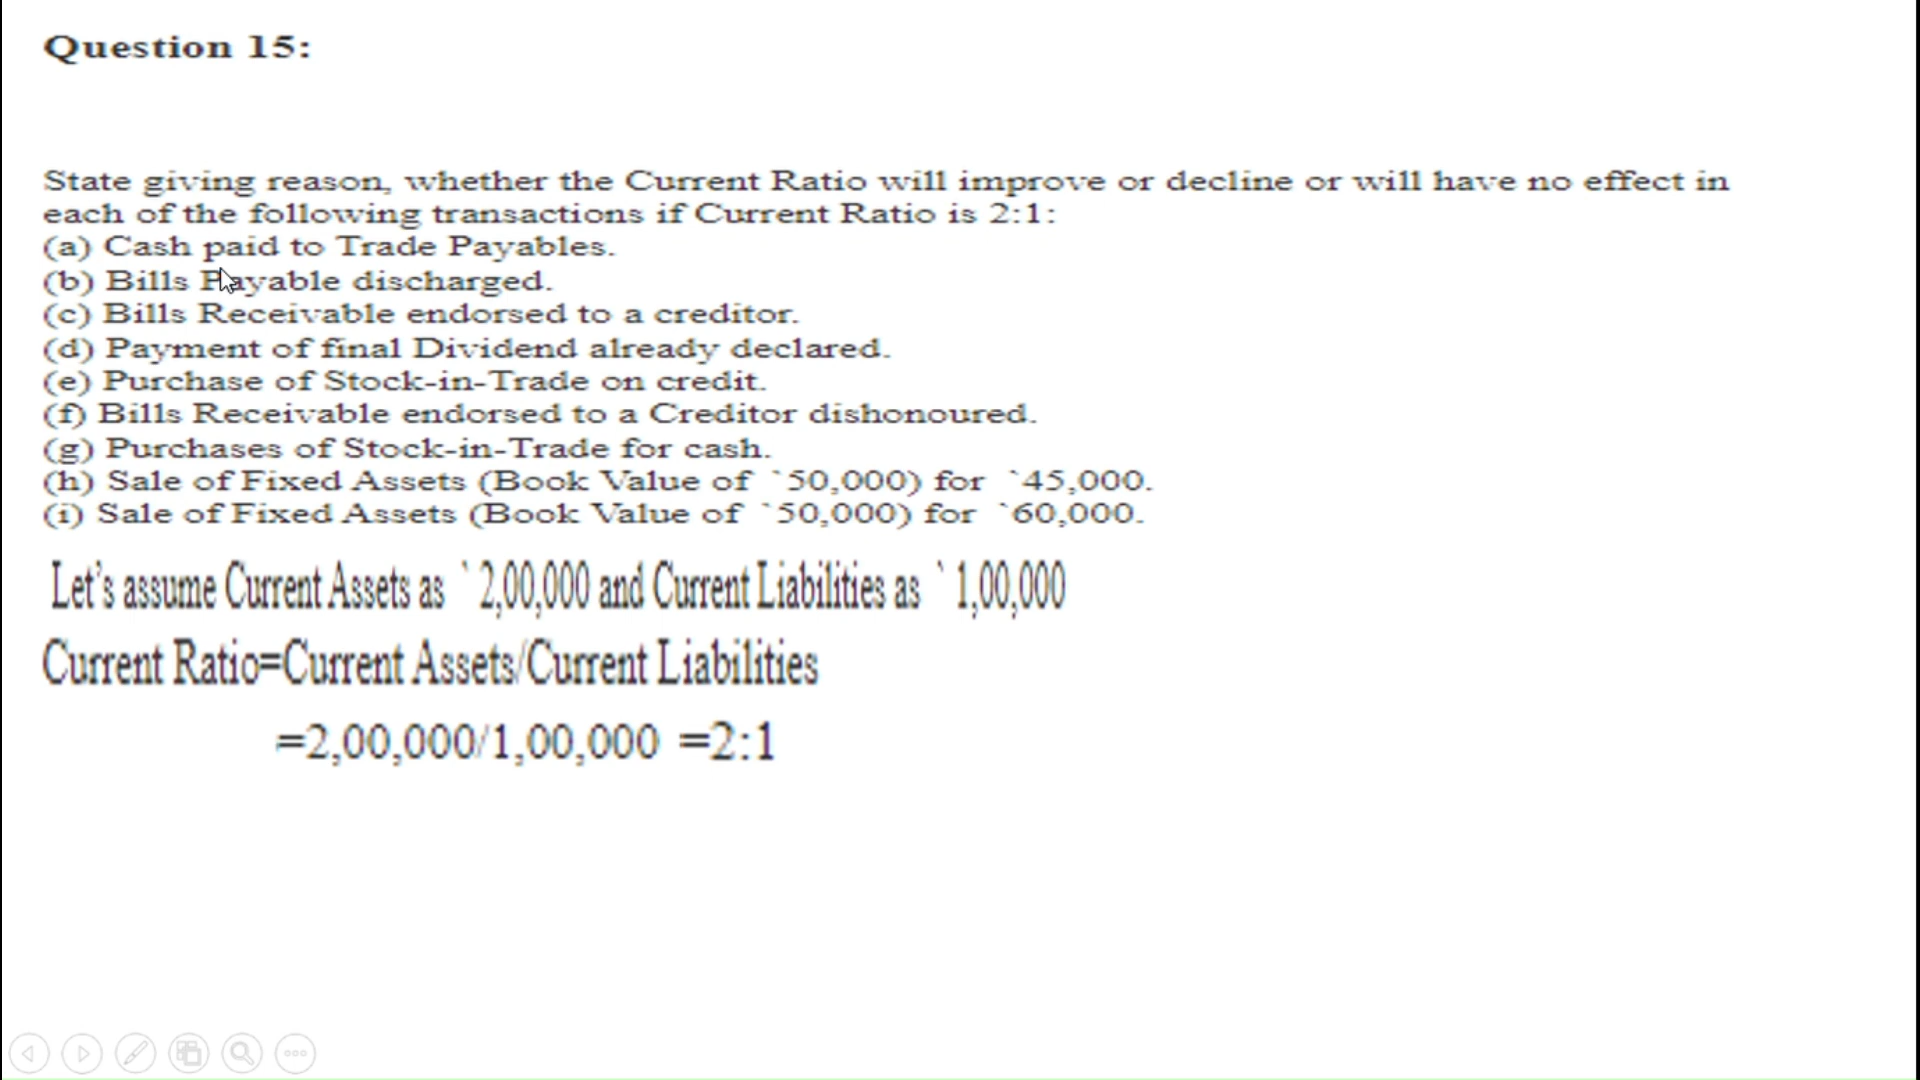 Question 15:
State giving reason, whether the Current Ratio will improve or decline or will have no effect in
each of the following transactions if Current Ratio is 2:1:
(a) Cash paid to Trade Payables.
(b) Bills Payable discharged.
(c) Bills Receivable endorsed to a creditor.
(d) Payment of final Dividend already declared.
(e) Purchase of Stock-in-Trade on credit.
(f) Bills Receivable endorsed to a Creditor dishonoured.
(g) Purchases of Stock-in-Trade for cash.
(h) Sale of Fixed Assets (Book Value of `50,000) for `45,000.
(i) Sale of Fixed Assets (Book Value of `50,000) for `60,000.
Let's assume Current Assets as ` 2,00,000 and Current Liabilities as ` 1,00,000
Current Ratio=Current Assets/Current Liabilities
=2,00,000/1,00,000 =2:1